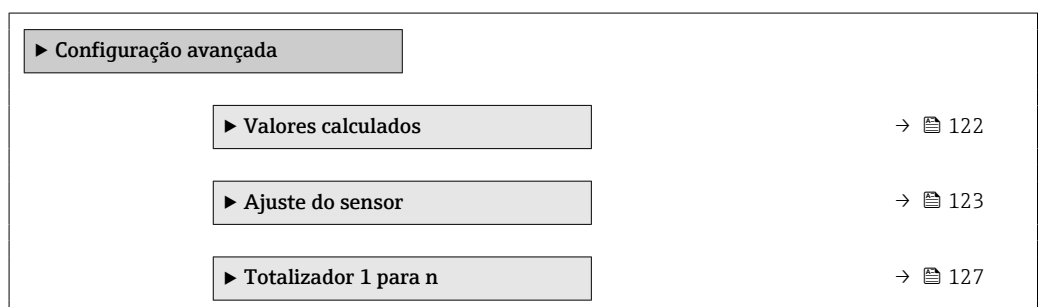 ▶ Configuração avançada
▶ Valores calculados → 122
▶ Ajuste do sensor → 123
▶ Totalizador 1 para n → 127